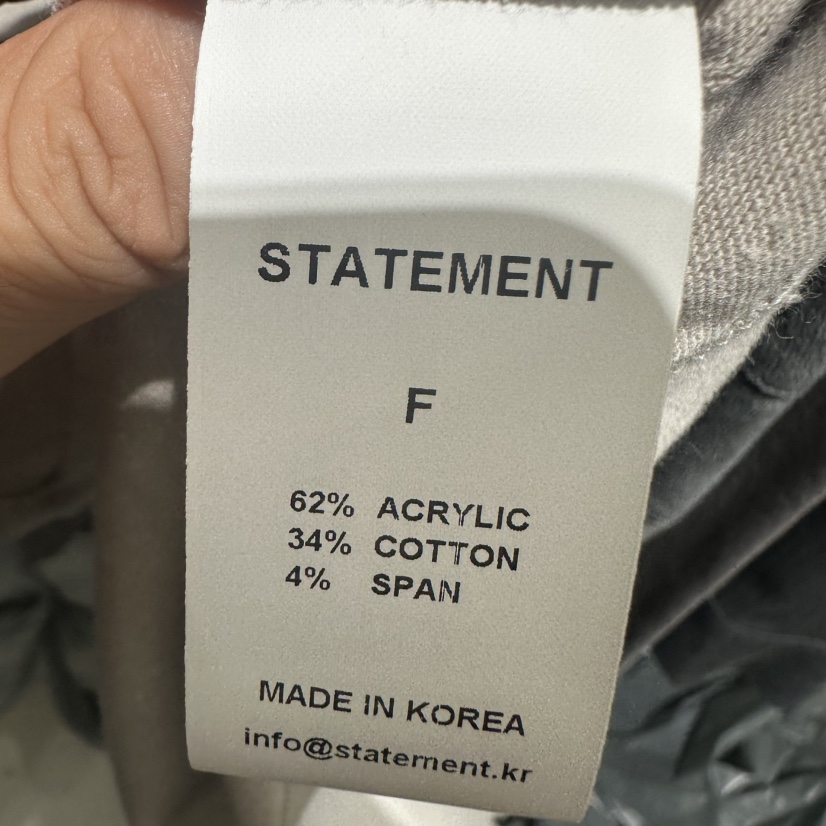 STATEMENT
F
62% ACRYLIC
34% COTTON
4% SPAN
MADE IN KOREA
info@statement.kr